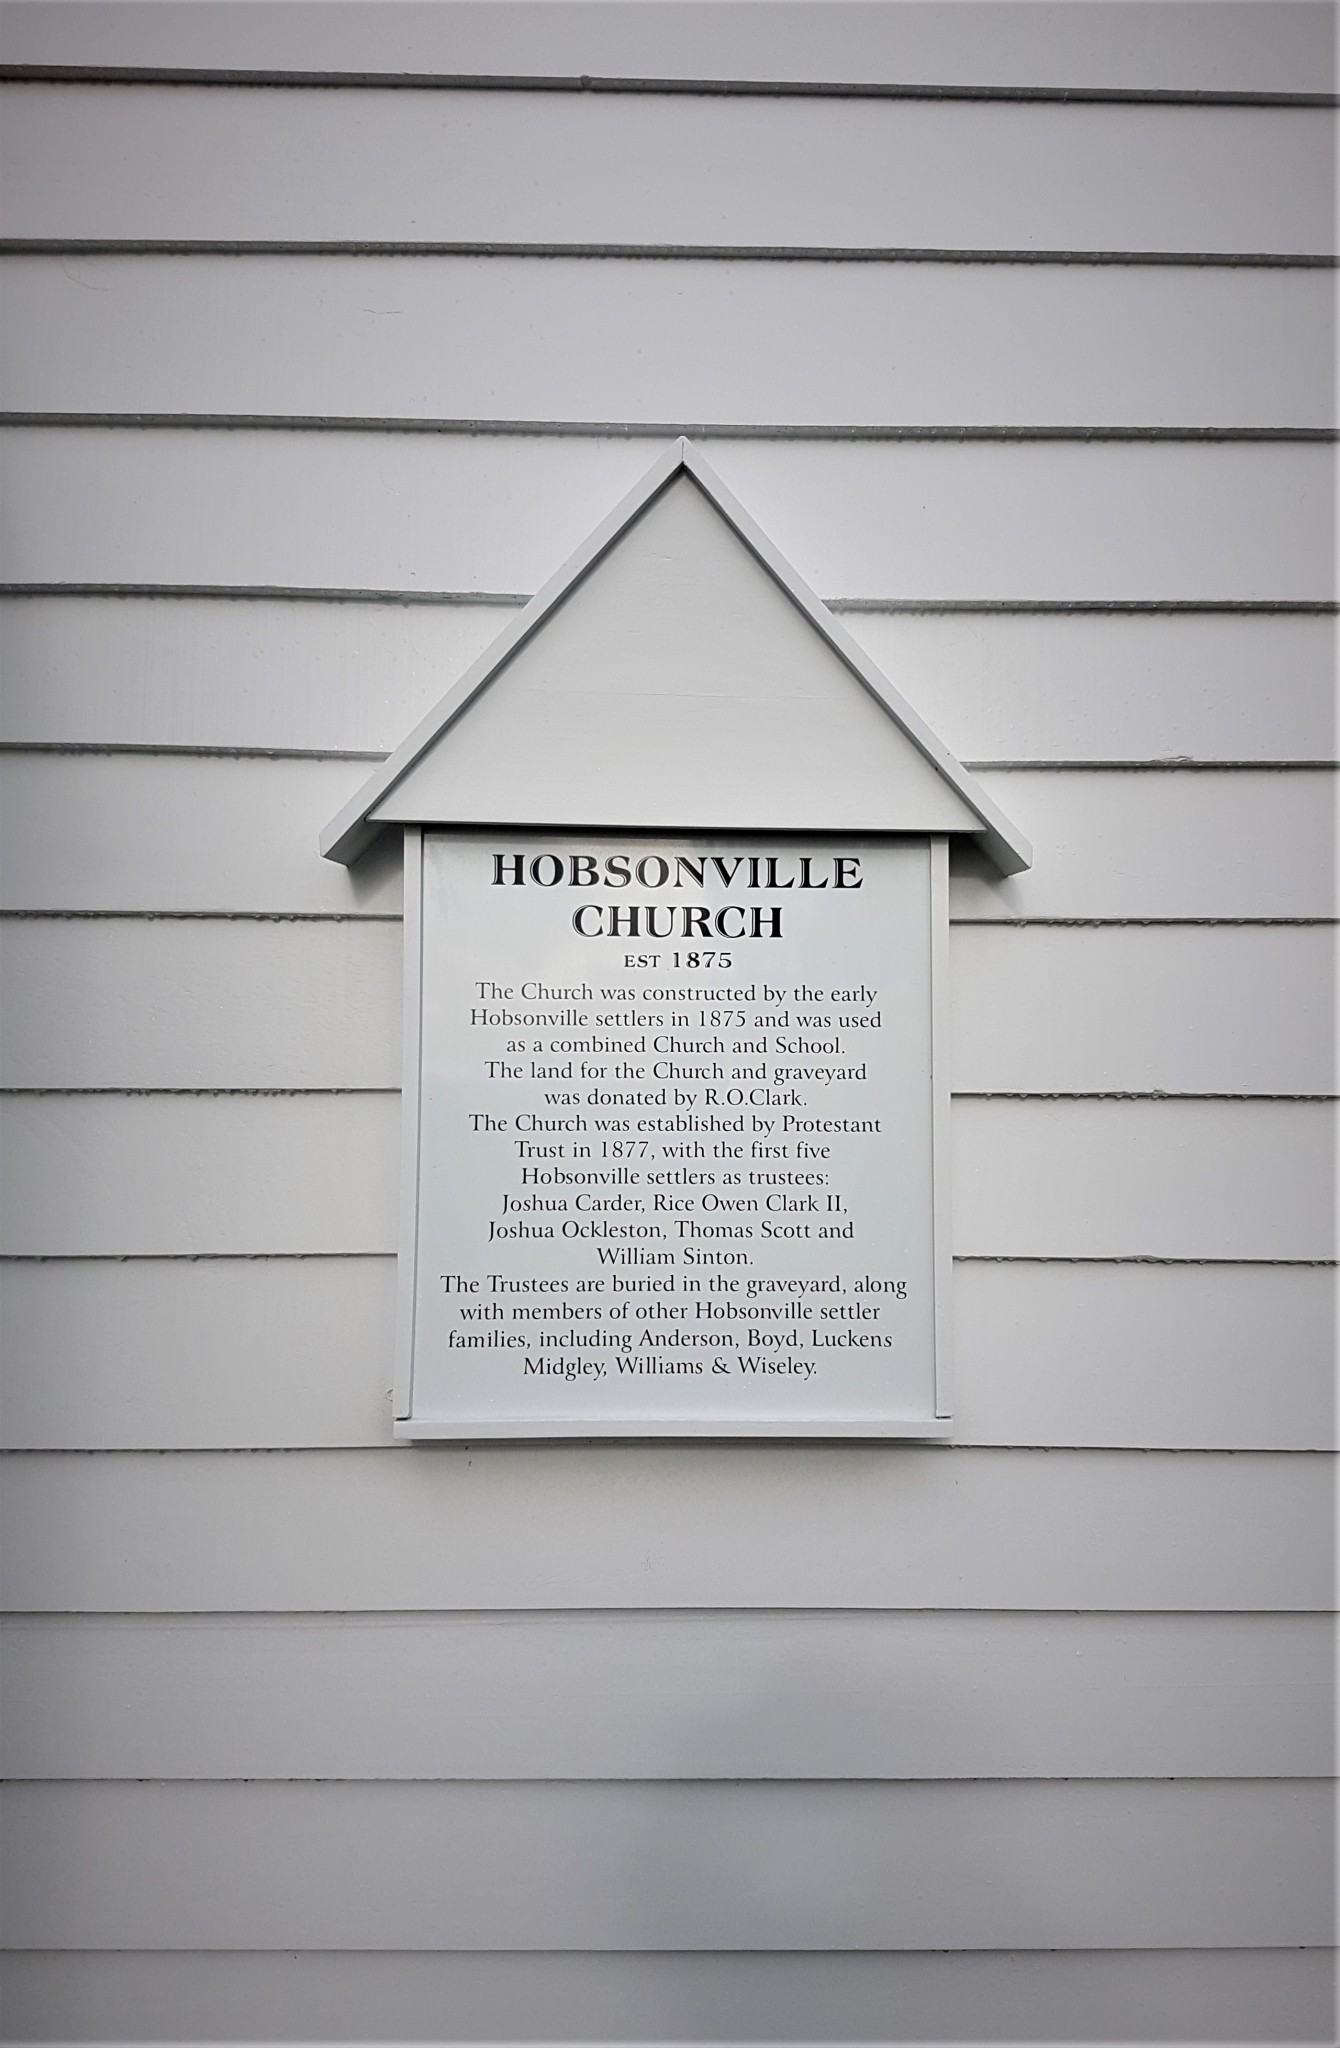 HOBSONVILLE
CHURCH
EST 1875
The Church was constructed by the early
Hobsonville settlers in 1875 and was used
as a combined Church and School.
The land for the Church and graveyard
was donated by R.O.Clark.
The Church was established by Protestant
Trust in 1877, with the first five
Hobsonville settlers as trustees:
Joshua Carder, Rice Owen Clark II,
Joshua Ockleston, Thomas Scott and
William Sinton.
The Trustees are buried in the graveyard, along
with members of other Hobsonville settler
families, including Anderson, Boyd, Luckens
Midgley, Williams & Wiseley.